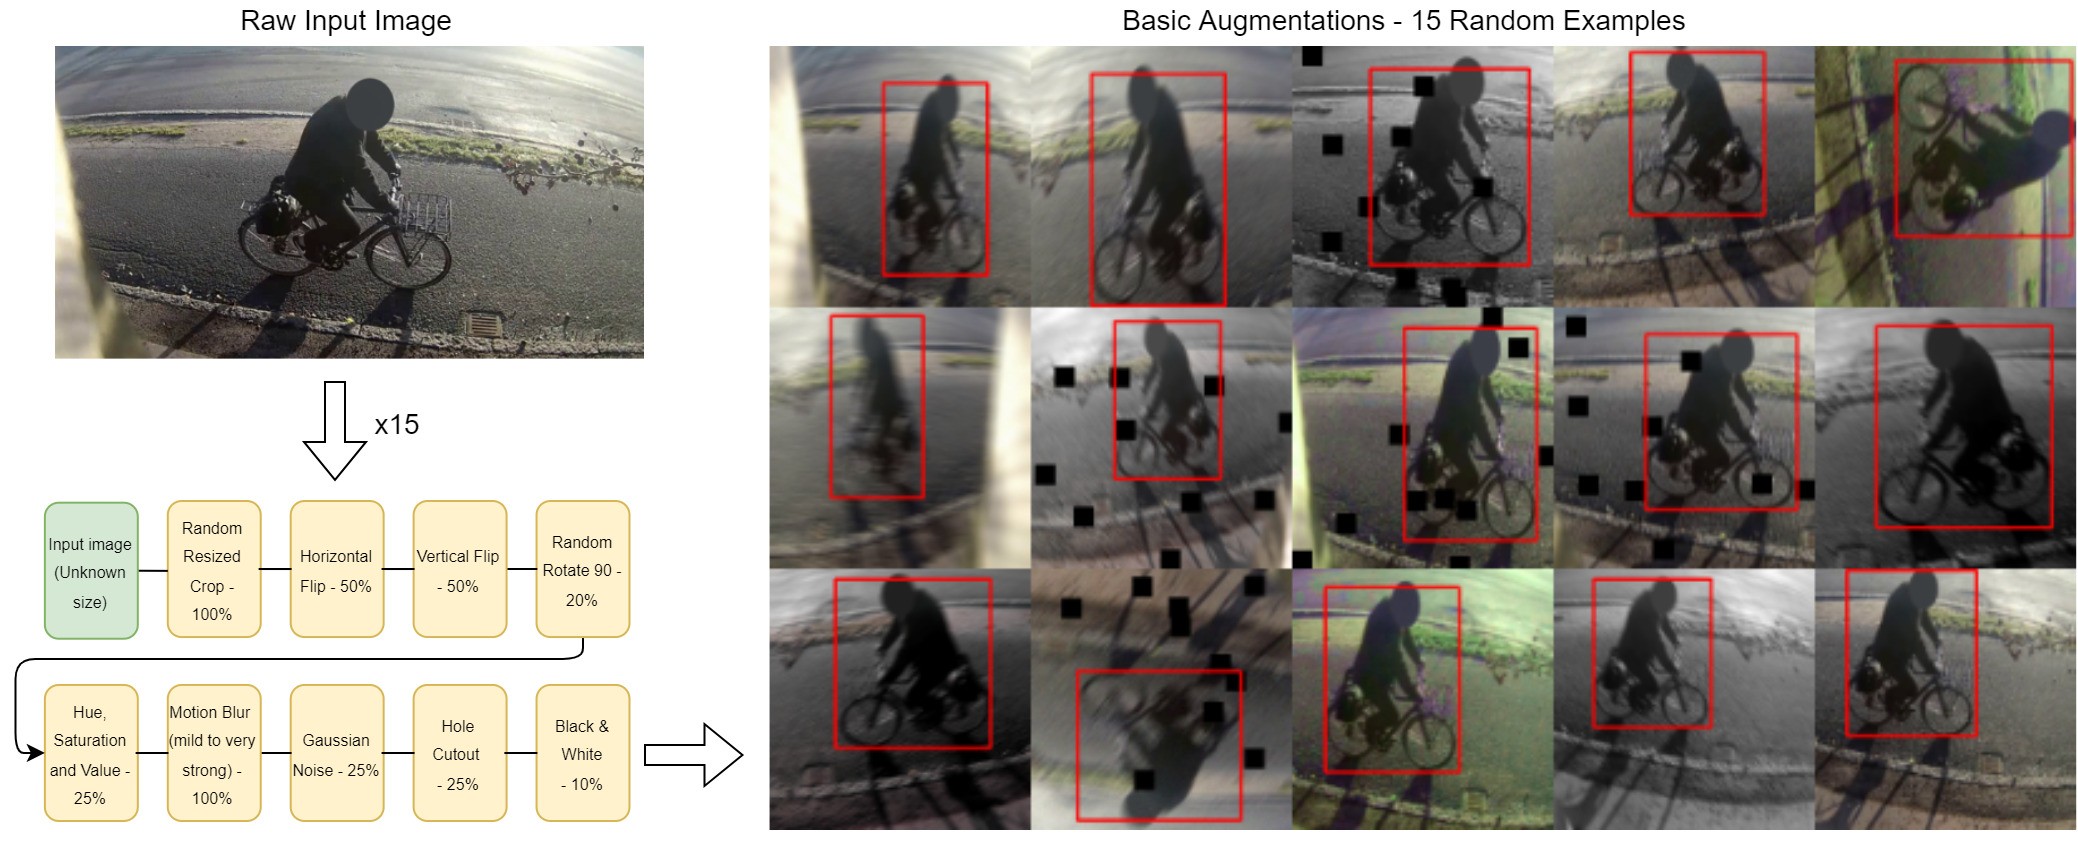 Raw Input Image
Basic Augmentations - 15 Random Examples
x15
Input image
(Unknown
size)
Random
Resized
Crop -
100%
Horizontal
Flip - 50%
Vertical Flip
- 50%
Random
Rotate 90 -
20%
Hue,
Saturation
and Value -
25%
Motion Blur
(mild to very
strong) -
100%
Gaussian
Noise - 25%
Hole
Cutout
- 25%
Black &
White
- 10%